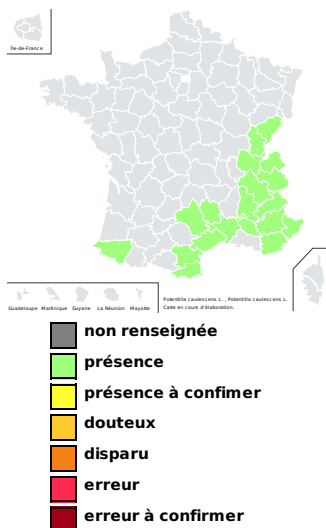 Île-de-France
Guadeloupe Martinique Guyane La Réunion Mayotte
Potentilla caulescens L. , Potentilla caulescens L.
Carte en cours d'élaboration.
non renseignée
présence
présence à confimer
douteux
disparu
erreur
erreur à confirmer